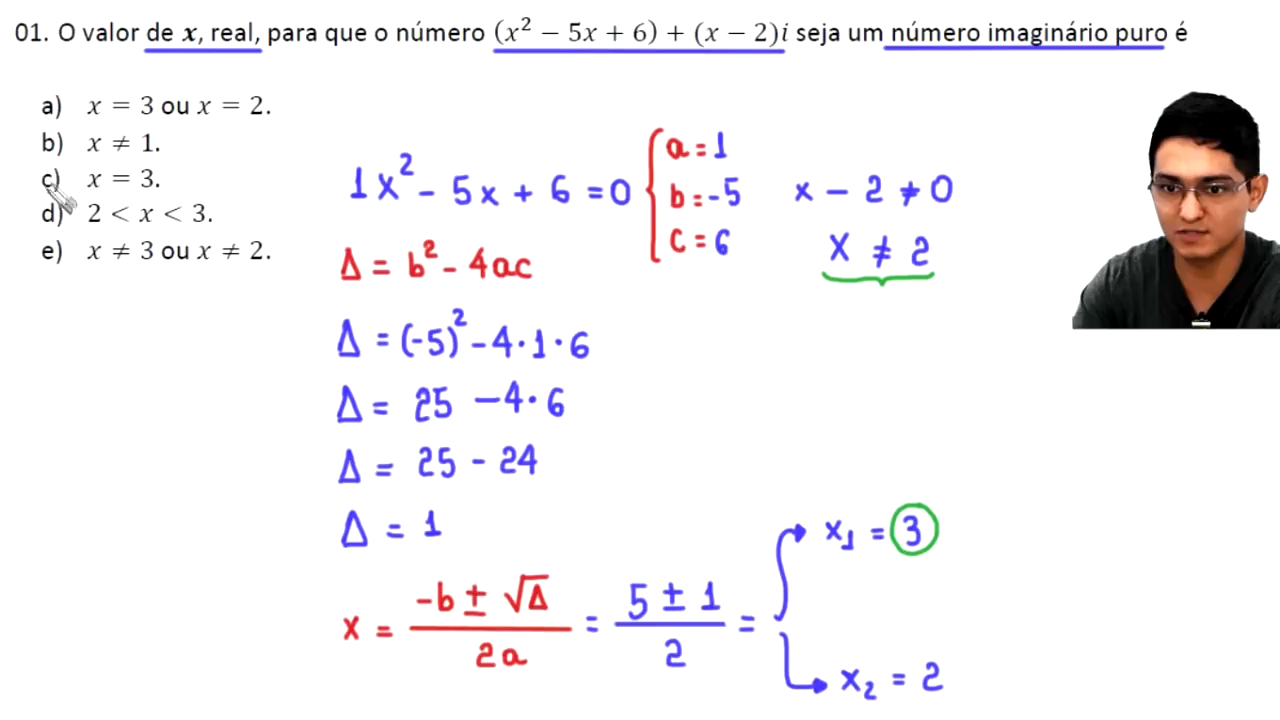 01. O valor de x, real, para que o número (x² − 5x + 6) + (x − 2)i seja um número imaginário puro é
a) x = 3 ou x = 2.
b) x ≠ 1.
c) x = 3.
d) 2 < x < 3.
e) x ≠ 3 ou x ≠ 2.
1x² - 5x + 6 = 0
a = 1
b = -5
c = 6
x - 2 ≠ 0
x ≠ 2
Δ = b² - 4ac
Δ = (-5)² - 4·1·6
Δ = 25 - 4·6
Δ = 25 - 24
Δ = 1
x = (-b ± √Δ)/2a = (5 ± 1)/2 =
x₁ = 3
x₂ = 2